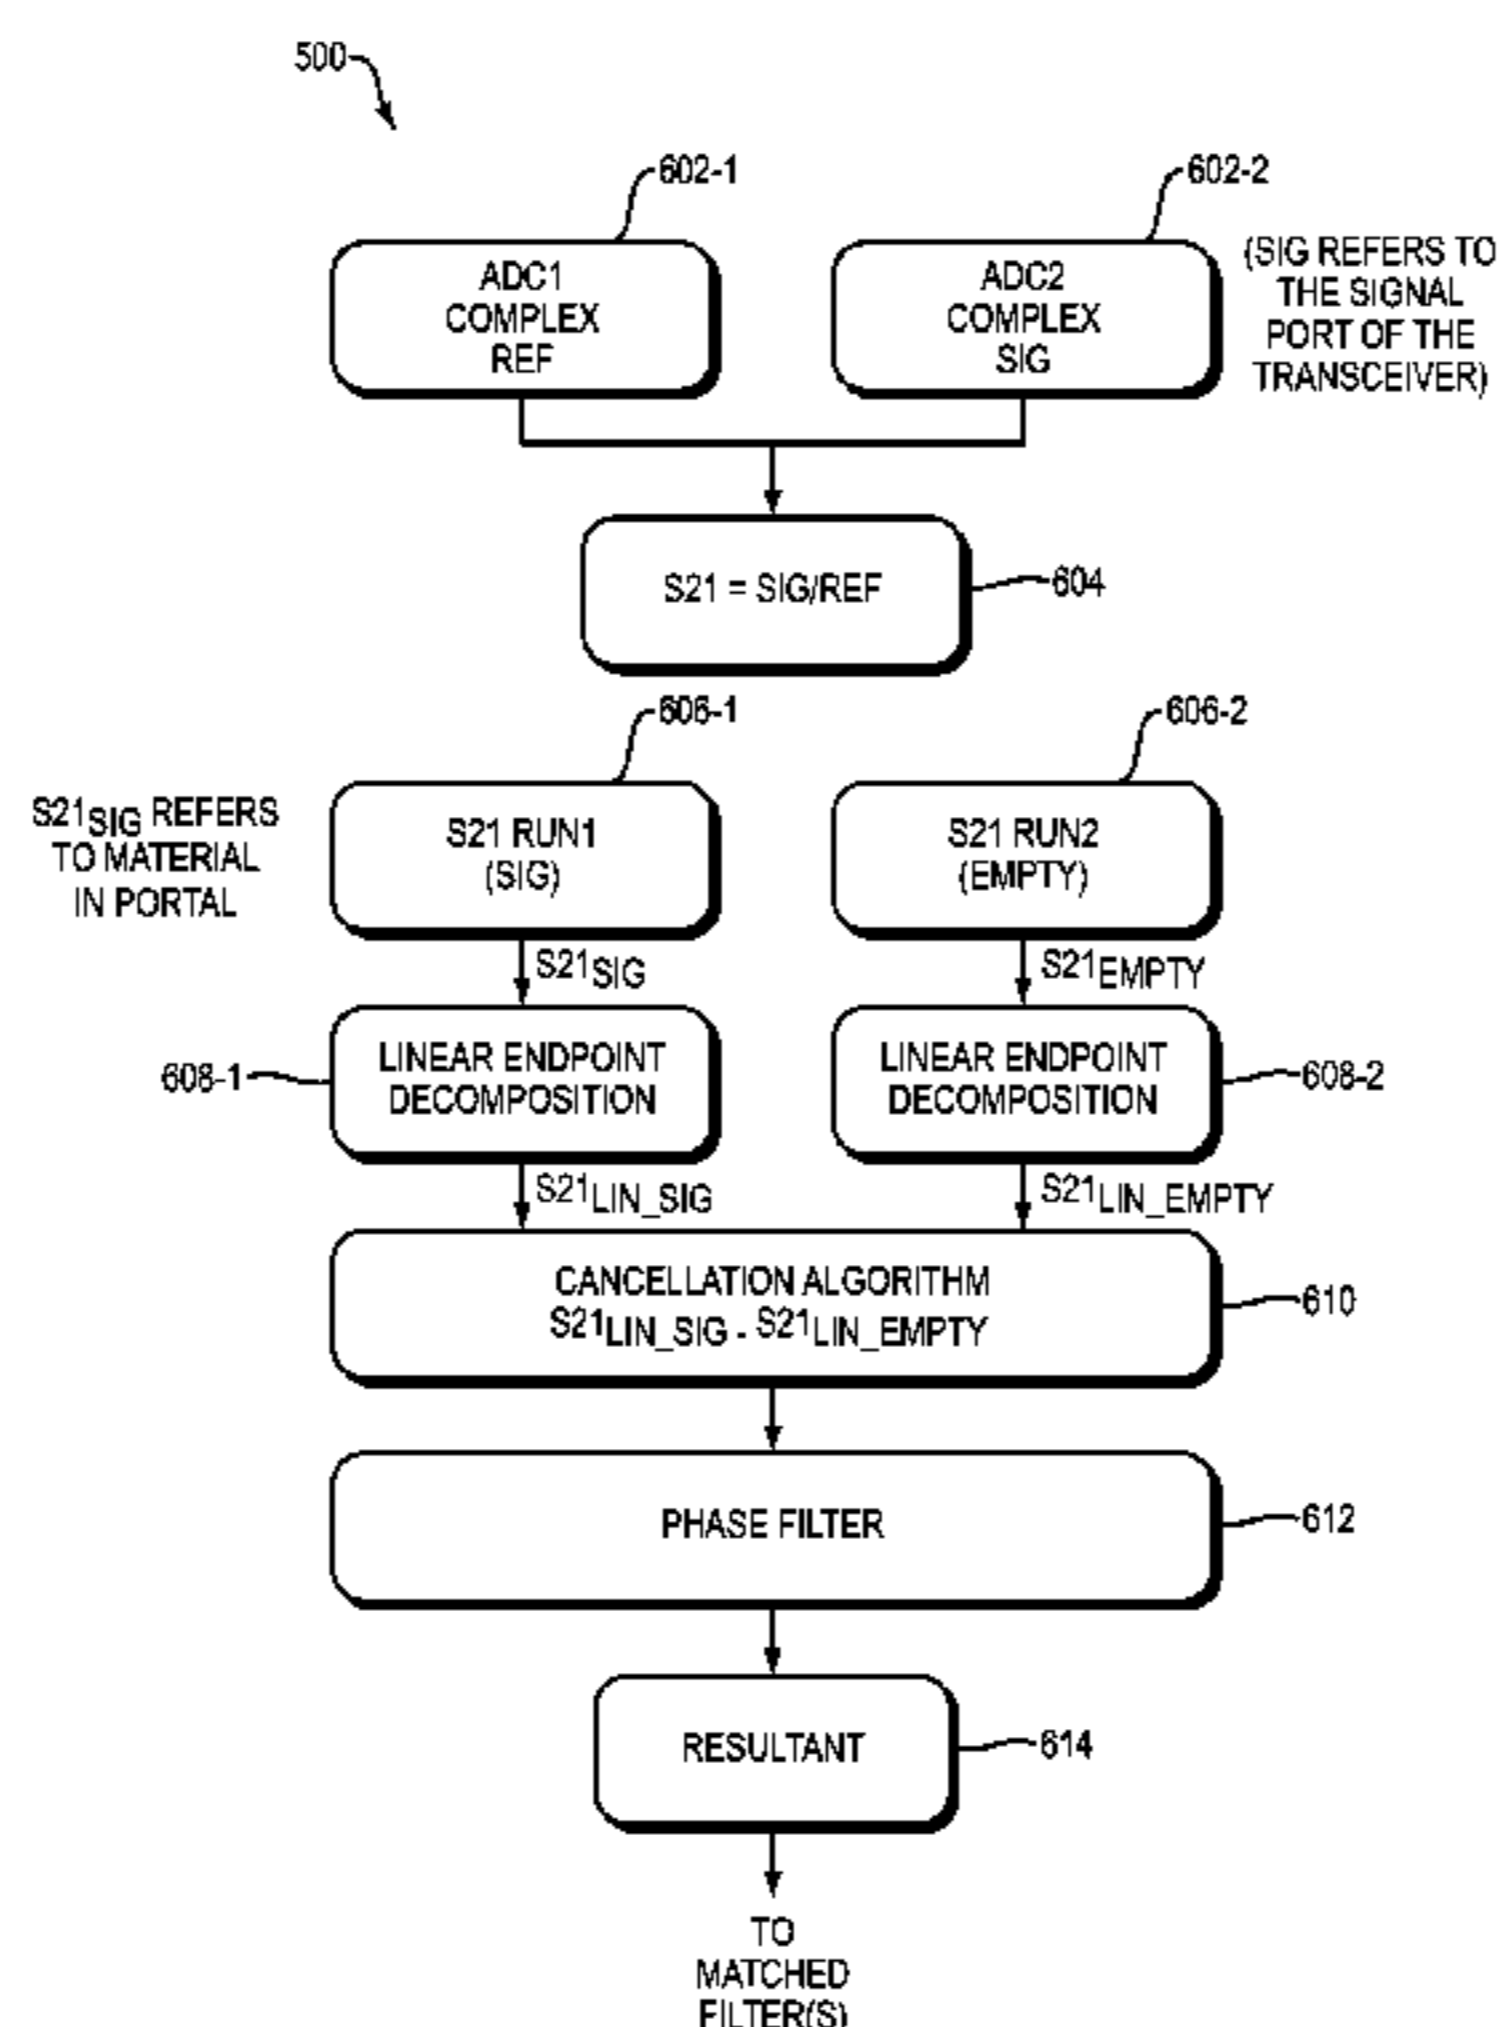 500
602-1
602-2
ADC1
COMPLEX
REF
ADC2
COMPLEX
SIG
(SIG REFERS TO
THE SIGNAL
PORT OF THE
TRANSCEIVER)
S21 = SIG/REF
604
606-1
606-2
S21SIG REFERS
TO MATERIAL
IN PORTAL
S21 RUN1
(SIG)
S21 RUN2
(EMPTY)
S21SIG
S21EMPTY
608-1
LINEAR ENDPOINT
DECOMPOSITION
LINEAR ENDPOINT
DECOMPOSITION
608-2
S21LIN_SIG
S21LIN_EMPTY
CANCELLATION ALGORITHM
S21LIN_SIG - S21LIN_EMPTY
610
PHASE FILTER
612
RESULTANT
614
TO
MATCHED
FILTER(S)